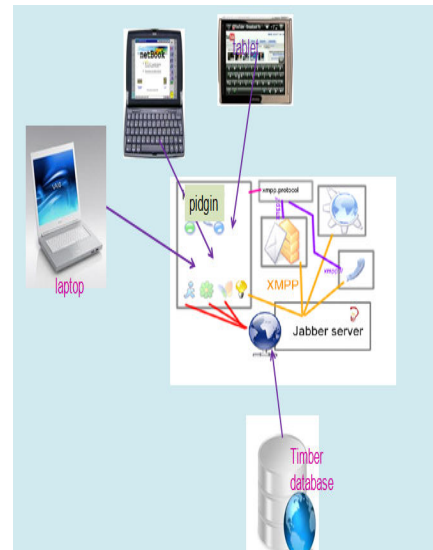 netBook
tablet
pidgin
xmpp.protocol
laptop
XMPP
Jabber server
Timber
database